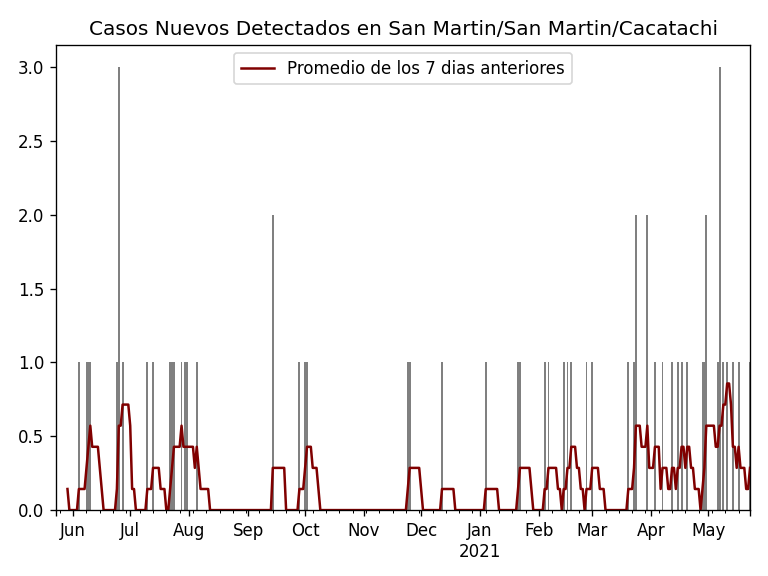 Casos Nuevos Detectados en San Martin/San Martin/Cacatachi
Promedio de los 7 dias anteriores
3.0
2.5
2.0
1.5
1.0
0.5
0.0
Jun Jul Aug Sep Oct Nov Dec Jan Feb Mar Apr May
2021